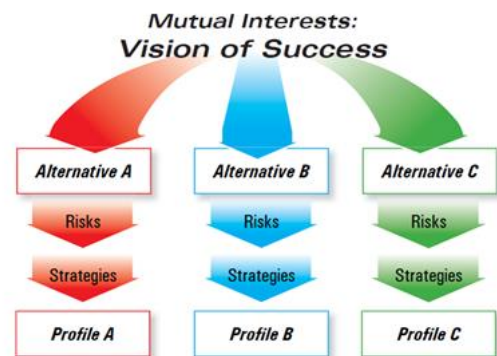 Mutual Interests:
Vision of Success
Alternative A
Alternative B
Alternative C
Risks
Risks
Risks
Strategies
Strategies
Strategies
Profile A
Profile B
Profile C